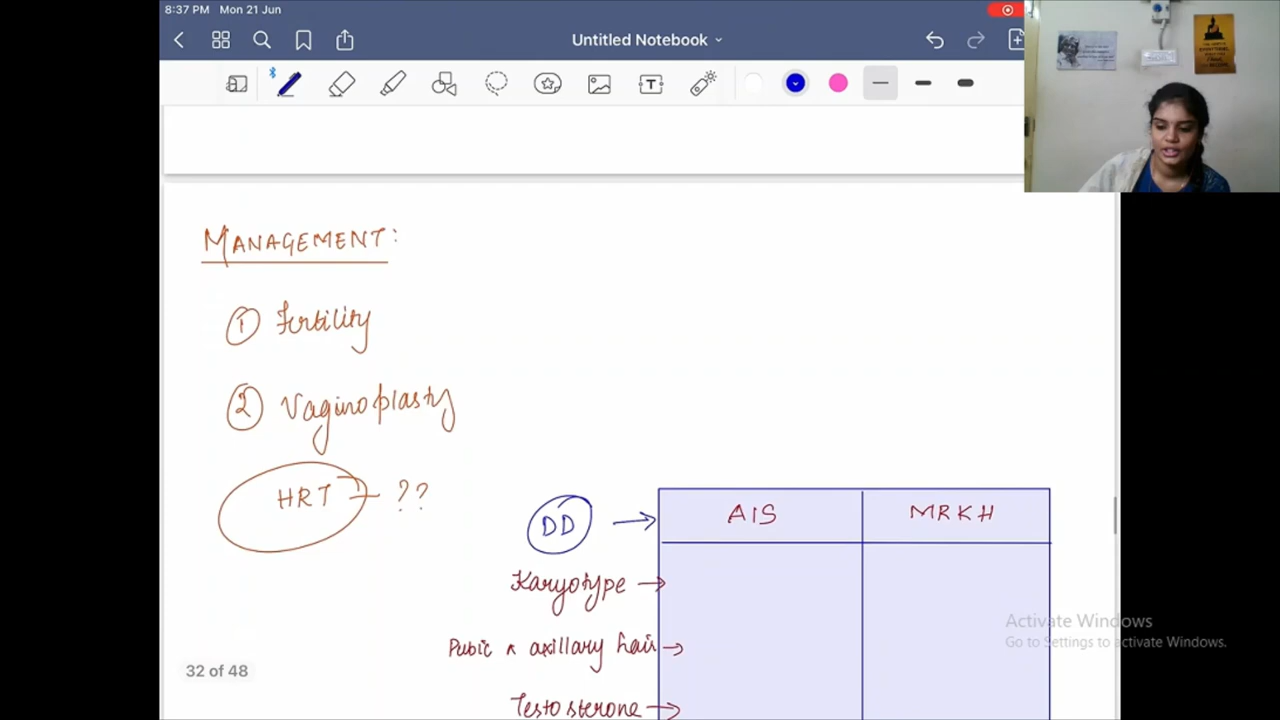 8:37 PM Mon 21 Jun
Untitled Notebook
MANAGEMENT:
① Fertility
② Vaginoplasty
HRT — ??
DD → AIS MRKH
Karyotype →
Pubic & axillary hair →
Testosterone →
Activate Windows
Go to Settings to activate Windows.
32 of 48